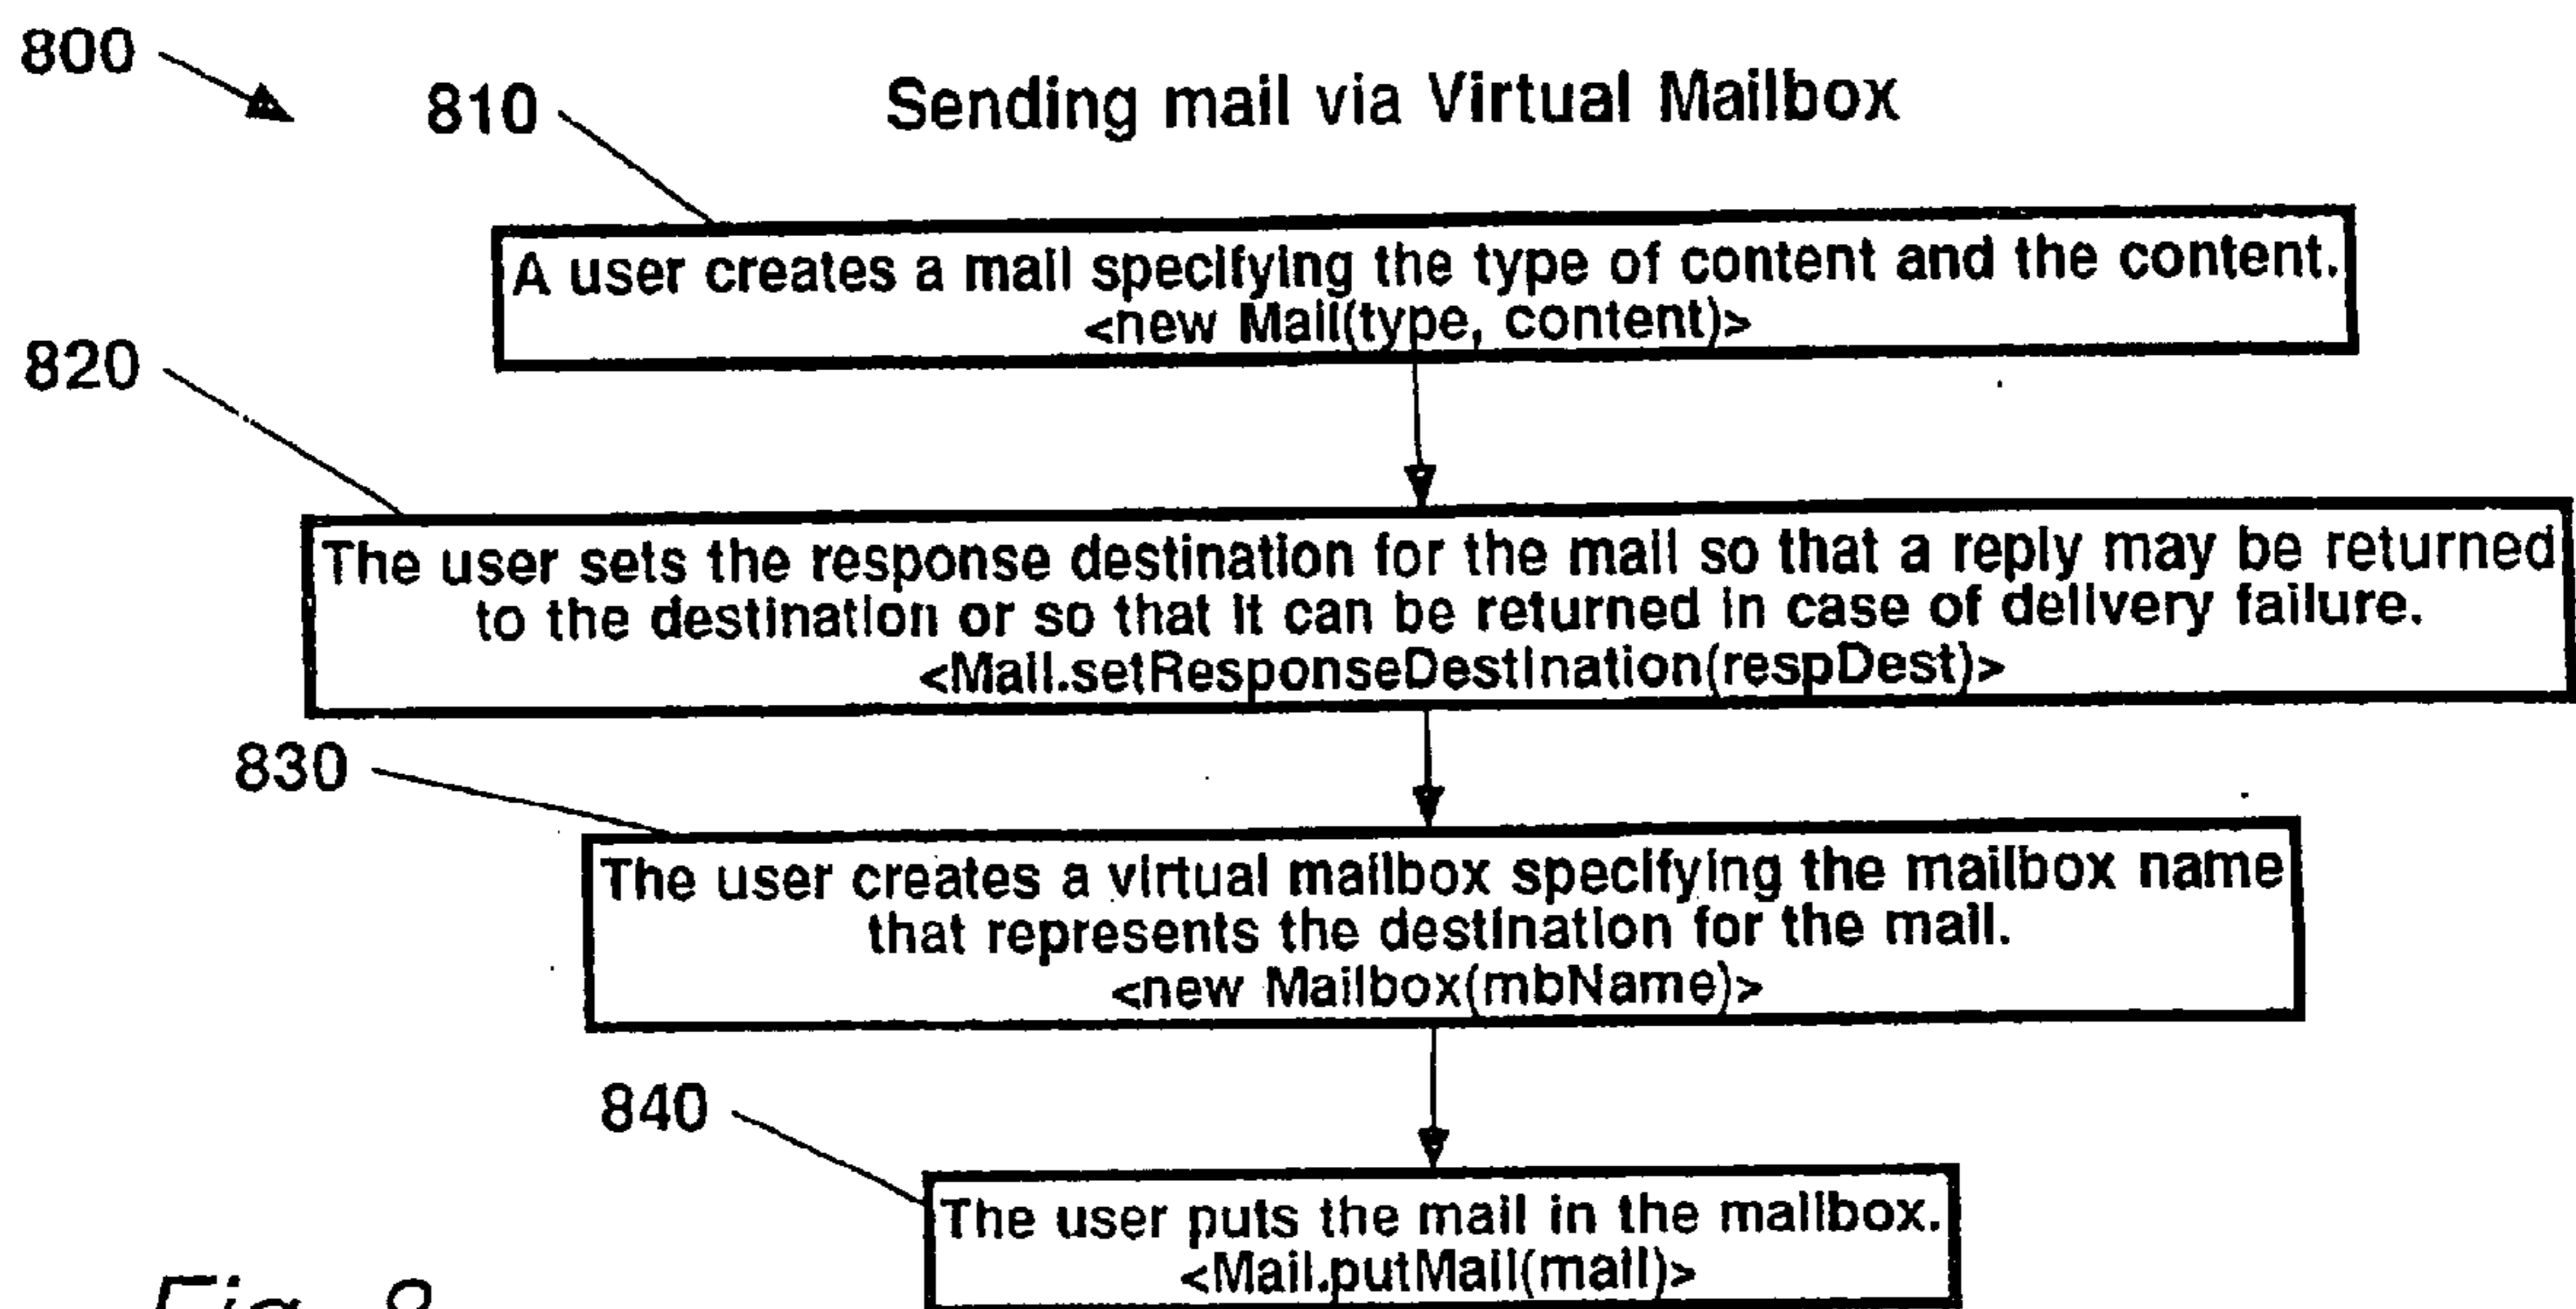 800
810
Sending mail via Virtual Mailbox
A user creates a mail specifying the type of content and the content.
<new Mail(type, content)>
820
The user sets the response destination for the mail so that a reply may be returned
to the destination or so that it can be returned in case of delivery failure.
<Mail.setResponseDestination(respDest)>
830
The user creates a virtual mailbox specifying the mailbox name
that represents the destination for the mail.
<new Mailbox(mbName)>
840
The user puts the mail in the mailbox.
<Mail.putMail(mail)>
Fig. 8